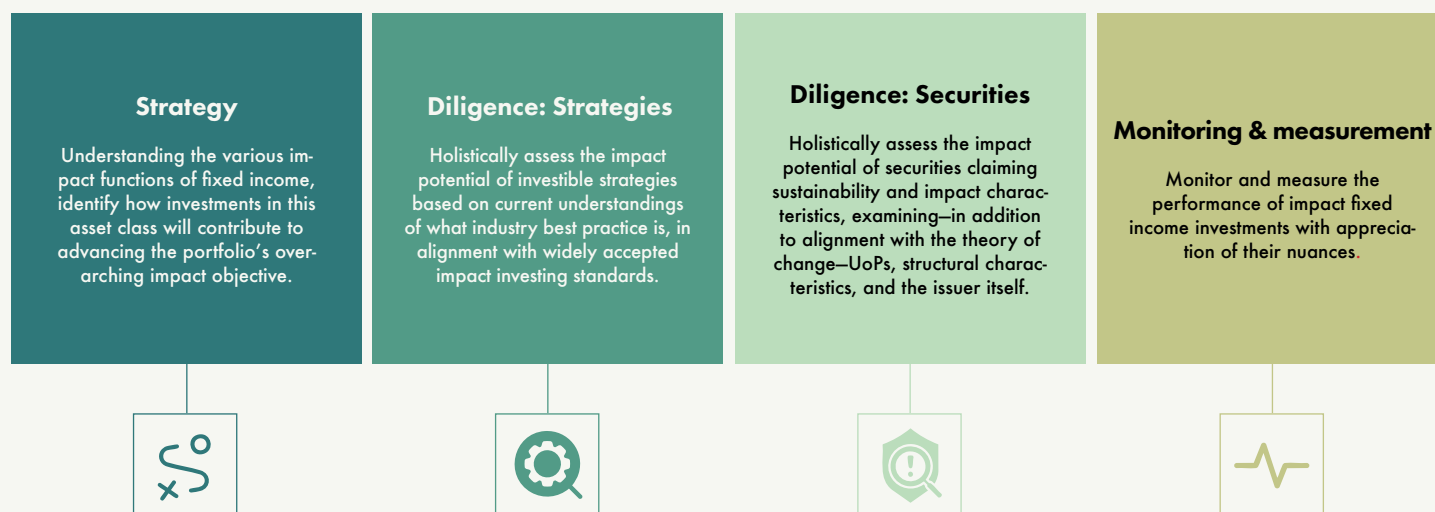 Strategy
Understanding the various im-
pact functions of fixed income,
identify how investments in this
asset class will contribute to
advancing the portfolio’s over-
arching impact objective.
Diligence: Strategies
Holistically assess the impact
potential of investible strategies
based on current understandings
of what industry best practice is, in
alignment with widely accepted
impact investing standards.
Diligence: Securities
Holistically assess the impact
potential of securities claiming
sustainability and impact charac-
teristics, examining—in addition
to alignment with the theory of
change—UoPs, structural charac-
teristics, and the issuer itself.
Monitoring & measurement
Monitor and measure the
performance of impact fixed
income investments with apprecia-
tion of their nuances.